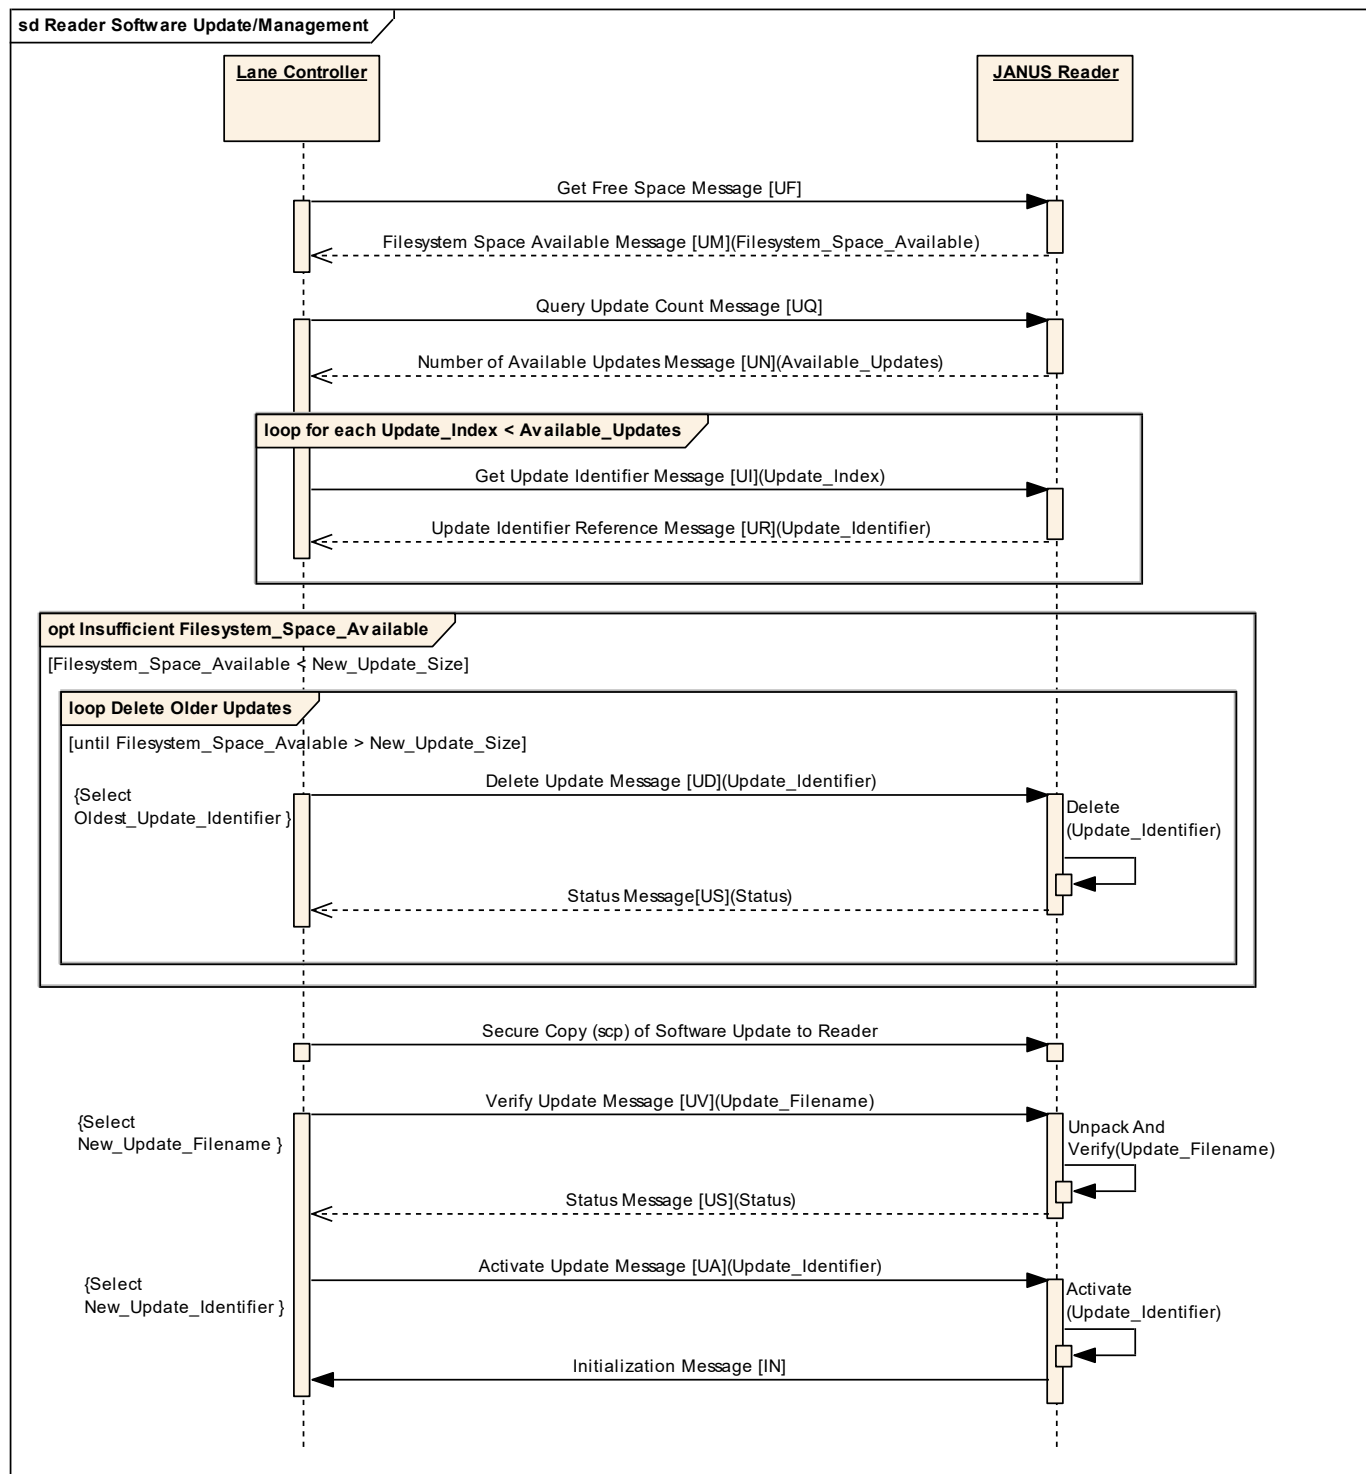 sd Reader Software Update/Management
Lane Controller
JANUS Reader
Get Free Space Message [UF]
Filesystem Space Available Message [UM](Filesystem_Space_Available)
Query Update Count Message [UQ]
Number of Available Updates Message [UN](Available_Updates)
loop for each Update_Index < Available_Updates
Get Update Identifier Message [UI](Update_Index)
Update Identifier Reference Message [UR](Update_Identifier)
opt Insufficient Filesystem_Space_Available
[Filesystem_Space_Available < New_Update_Size]
loop Delete Older Updates
[until Filesystem_Space_Avalable > New_Update_Size]
Delete Update Message [UD](Update_Identifier)
{Select
Oldest_Update_Identifier }
Delete
(Update_Identifier)
Status Message[US](Status)
Secure Copy (scp) of Software Update to Reader
Verify Update Message [UV](Update_Filename)
{Select
New_Update_Filename }
Unpack And
Verify(Update_Filename)
Status Message [US](Status)
Activate Update Message [UA](Update_Identifier)
{Select
New_Update_Identifier }
Activate
(Update_Identifier)
Initialization Message [IN]